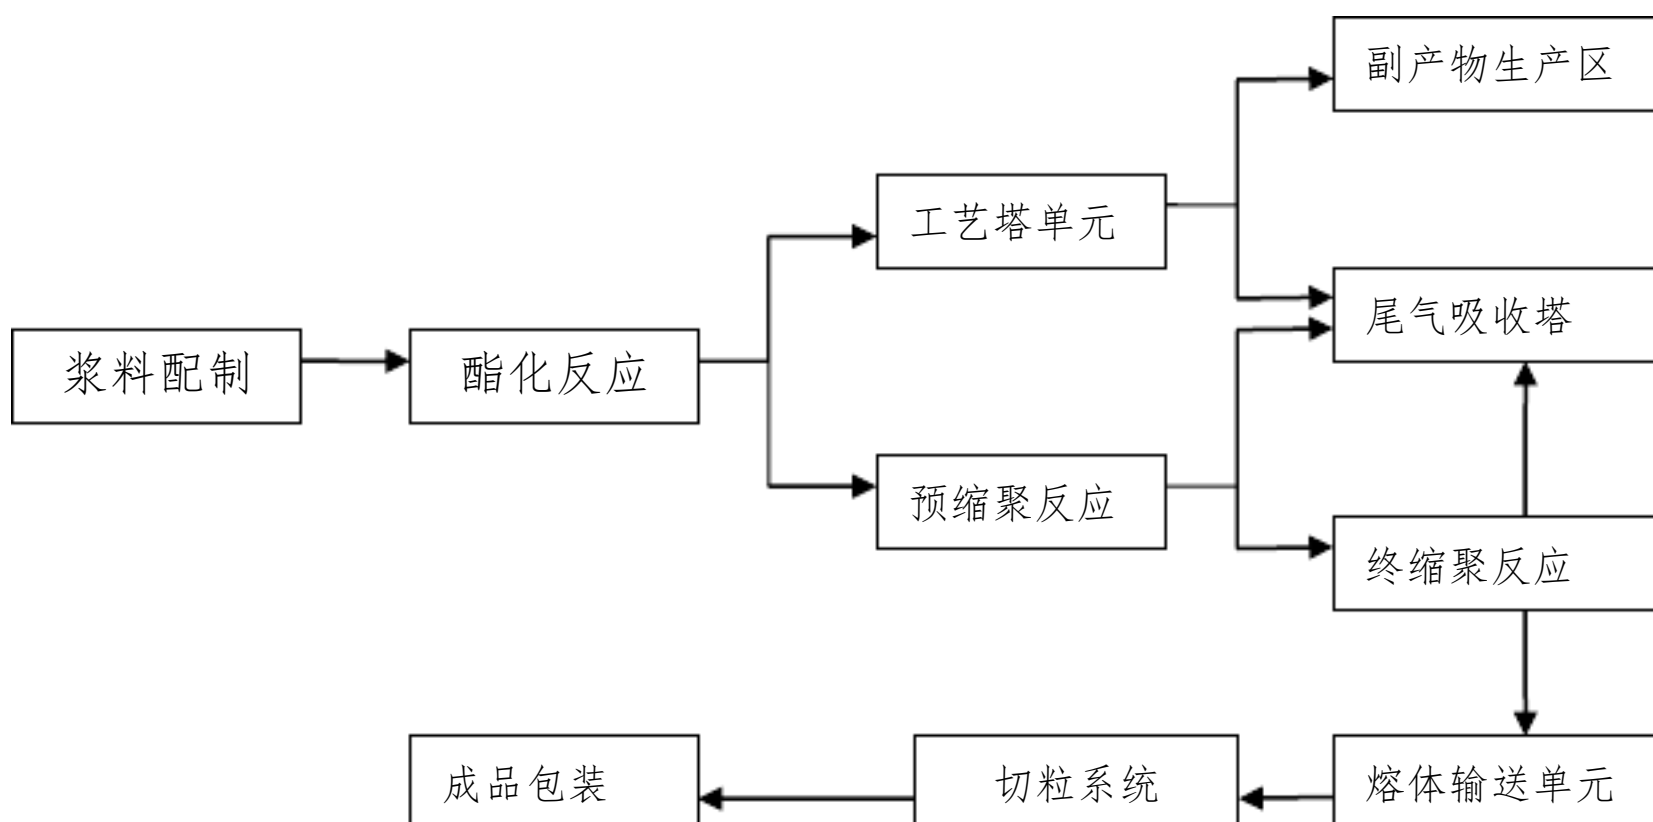 副产物生产区
工艺塔单元
尾气吸收塔
浆料配制
酯化反应
预缩聚反应
终缩聚反应
成品包装
切粒系统
熔体输送单元